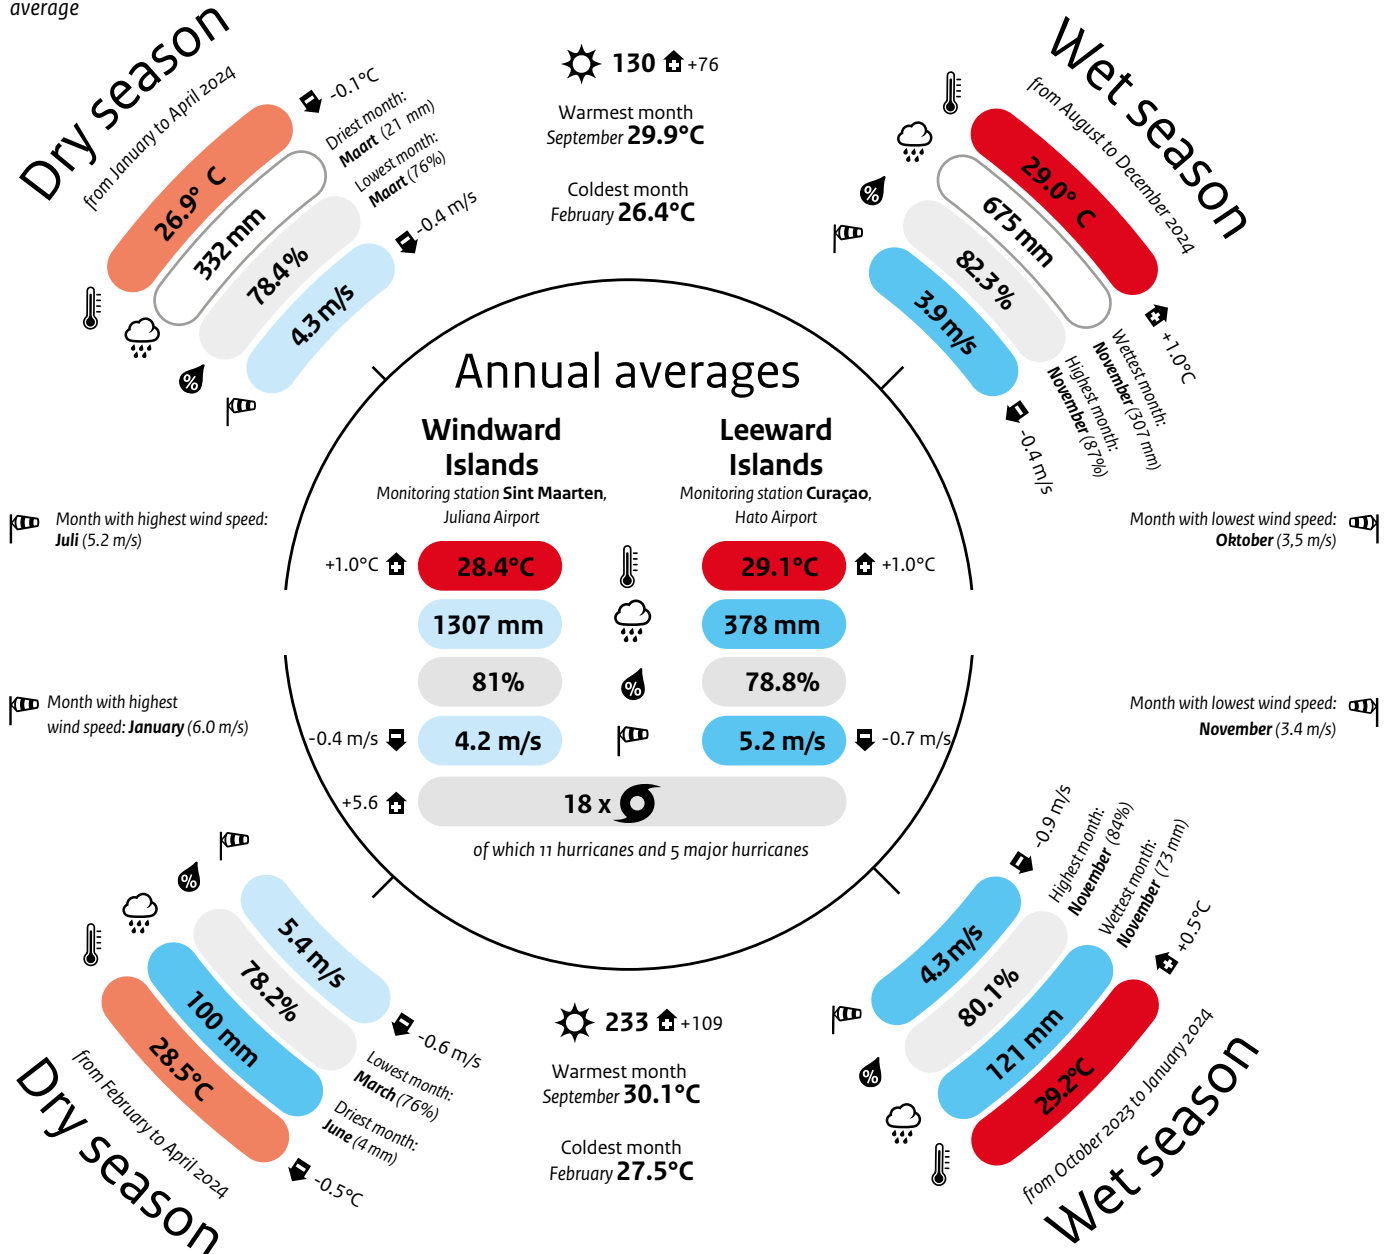 average
Dry season
from January to April 2024
-0.1°C
26.9° C
Driest month:
Maart (21 mm)
332 mm
Lowest month:
Maart (76%)
78.4%
-0.4 m/s
4.3 m/s
130 +76
Warmest month
September 29.9°C
Coldest month
February 26.4°C
Wet season
from August to December 2024
29.0° C
+1.0°C
675 mm
Wettest month:
November (307 mm)
82.3%
Highest month:
November (87%)
3.9 m/s
-0.4 m/s
Annual averages
Windward
Islands
Monitoring station Sint Maarten,
Juliana Airport
Leeward
Islands
Monitoring station Curaçao,
Hato Airport
Month with highest wind speed:
Juli (5.2 m/s)
Month with lowest wind speed:
Oktober (3,5 m/s)
+1.0°C 28.4°C 29.1°C +1.0°C
1307 mm 378 mm
81% % 78.8%
-0.4 m/s 4.2 m/s 5.2 m/s -0.7 m/s
+5.6 18 x
of which 11 hurricanes and 5 major hurricanes
Month with highest
wind speed: January (6.0 m/s)
Month with lowest wind speed:
November (3.4 m/s)
5.4 m/s
-0.6 m/s
78.2%
Lowest month:
March (76%)
100 mm
Driest month:
June (4 mm)
28.5°C
-0.5°C
from February to April 2024
Dry season
233 +109
Warmest month
September 30.1°C
Coldest month
February 27.5°C
-0.9 m/s
4.3 m/s
Highest month:
November (84%)
80.1%
Wettest month:
November (73 mm)
121 mm
+0.5°C
29.2°C
from October 2023 to January 2024
Wet season